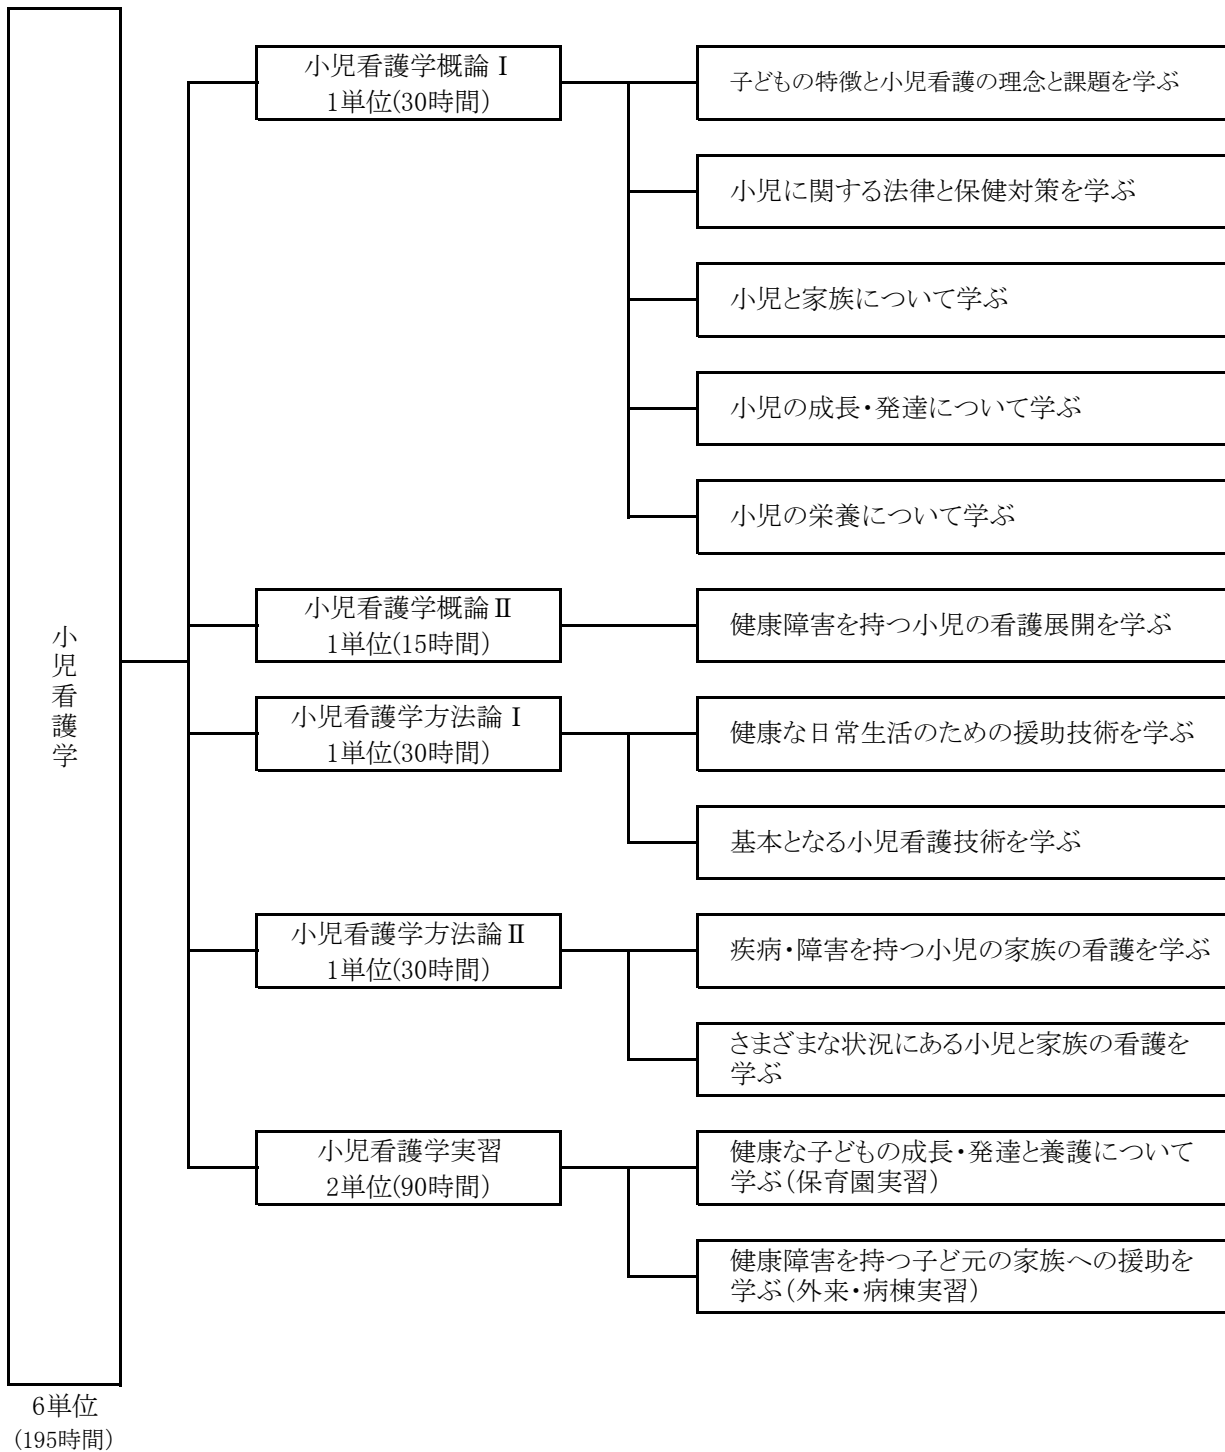 小児看護学
6単位
(195時間)
小児看護学概論Ⅰ
1単位(30時間)
子どもの特徴と小児看護の理念と課題を学ぶ
小児に関する法律と保健対策を学ぶ
小児と家族について学ぶ
小児の成長・発達について学ぶ
小児の栄養について学ぶ
小児看護学概論Ⅱ
1単位(15時間)
健康障害を持つ小児の看護展開を学ぶ
小児看護学方法論Ⅰ
1単位(30時間)
健康な日常生活のための援助技術を学ぶ
基本となる小児看護技術を学ぶ
小児看護学方法論Ⅱ
1単位(30時間)
疾病・障害を持つ小児の家族の看護を学ぶ
さまざまな状況にある小児と家族の看護を
学ぶ
小児看護学実習
2単位(90時間)
健康な子どもの成長・発達と養護について
学ぶ(保育園実習)
健康障害を持つ子ど元の家族への援助を
学ぶ(外来・病棟実習)